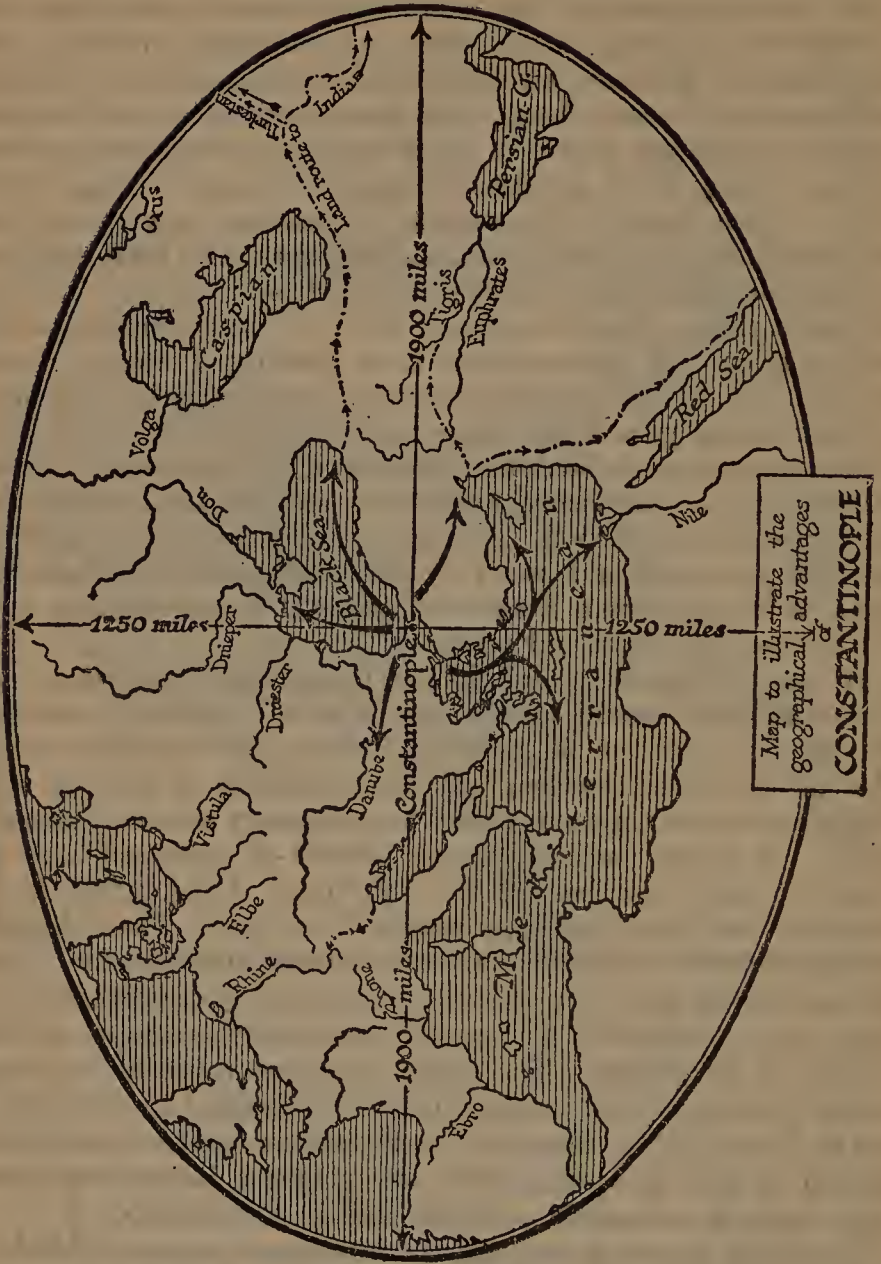 Map to illustrate the
geographical advantages
of
CONSTANTINOPLE
1900 miles
Persian G.
India
Land route to
Turkestan
Oxus
Caspian
Tigris
Euphrates
Red Sea
Nile
Volga
Don
Black Sea
1250 miles
1250 miles
Dnieper
Dniester
Constantinople
Danube
Mediterranean
Vistula
Elbe
Rhine
Rhone
1900 miles
Ebro